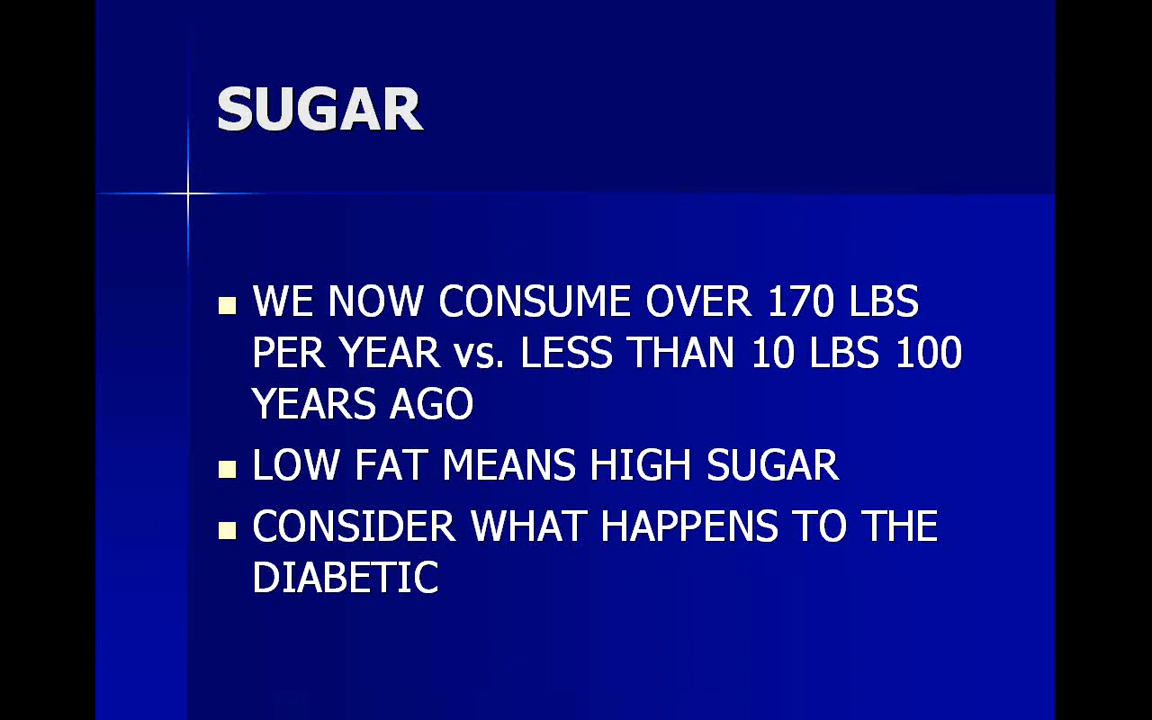 SUGAR
WE NOW CONSUME OVER 170 LBS
PER YEAR vs. LESS THAN 10 LBS 100
YEARS AGO
LOW FAT MEANS HIGH SUGAR
CONSIDER WHAT HAPPENS TO THE
DIABETIC